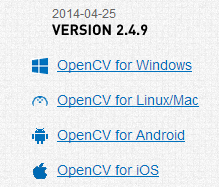 2014-04-25
VERSION 2.4.9
OpenCV for Windows
OpenCV for Linux/Mac
OpenCV for Android
OpenCV for iOS